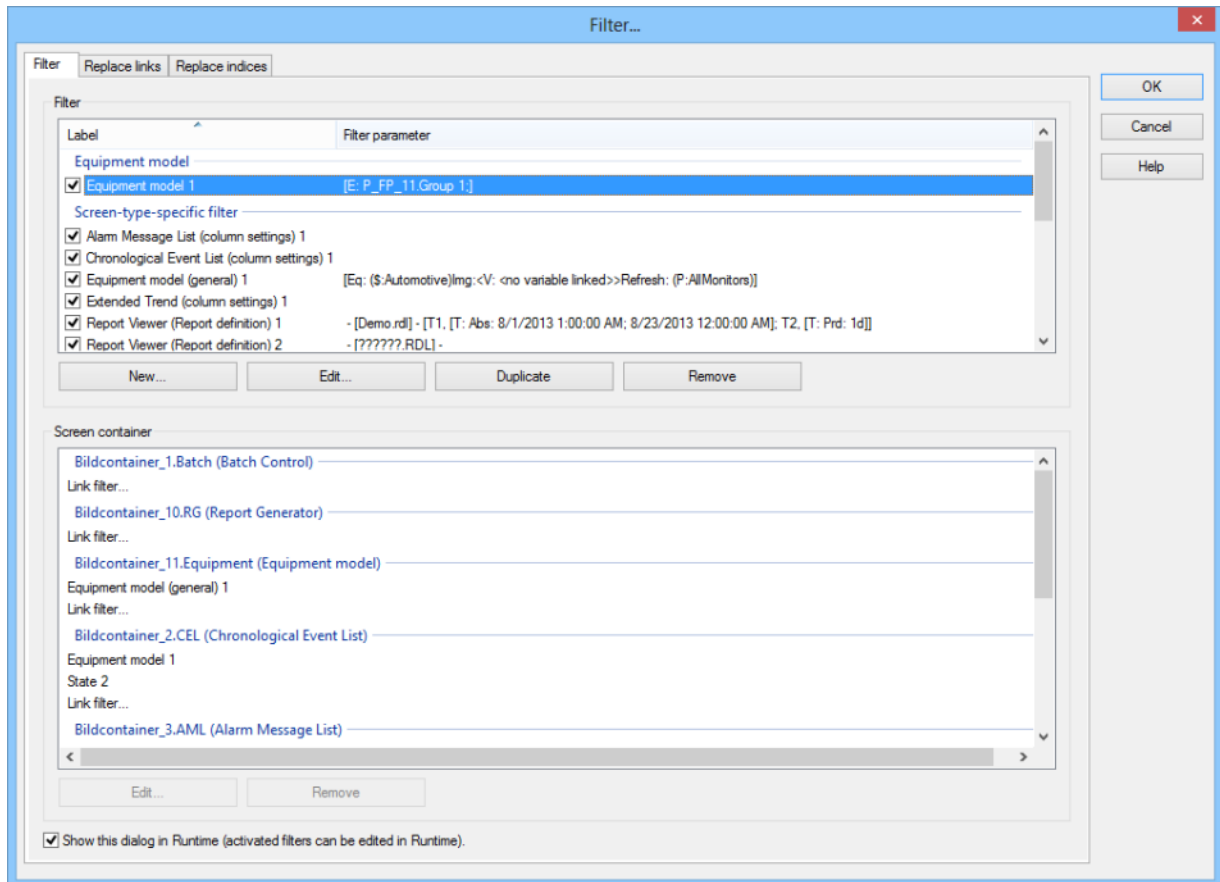 Filter...
Filter Replace links Replace indices
OK
Cancel
Help
Filter
Label Filter parameter
Equipment model
Equipment model 1 [E: P_FP_11.Group 1;]
Screen-type-specific filter
Alarm Message List (column settings) 1
Chronological Event List (column settings) 1
Equipment model (general) 1 [Eq: ($:Automotive)Img:<V: <no variable linked>>Refresh: (P:AllMonitors)]
Extended Trend (column settings) 1
Report Viewer (Report definition) 1 - [Demo.rdl] - [T1, [T: Abs: 8/1/2013 1:00:00 AM; 8/23/2013 12:00:00 AM]; T2, [T: Prd: 1d]]
Report Viewer (Report definition) 2 - [??????.RDL] -
New... Edit... Duplicate Remove
Screen container
Bildcontainer_1.Batch (Batch Control)
Link filter...
Bildcontainer_10.RG (Report Generator)
Link filter...
Bildcontainer_11.Equipment (Equipment model)
Equipment model (general) 1
Link filter...
Bildcontainer_2.CEL (Chronological Event List)
Equipment model 1
State 2
Link filter...
Bildcontainer_3.AML (Alarm Message List)
Edit... Remove
Show this dialog in Runtime (activated filters can be edited in Runtime).